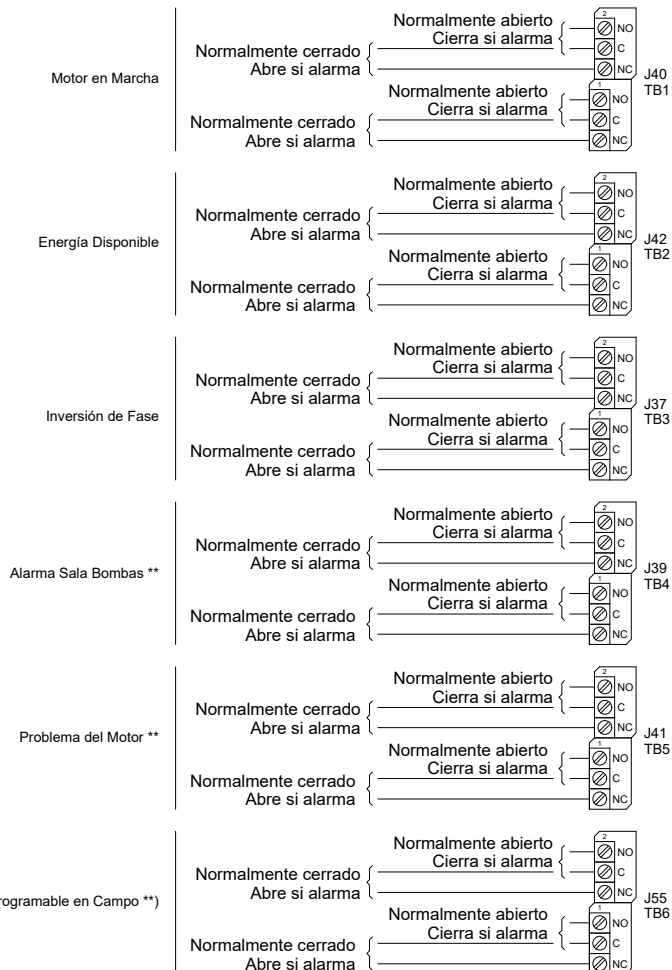 Motor en Marcha
Normalmente abierto
Cierra si alarma
Normalmente cerrado
Abre si alarma
2
NO
C
NC
Normalmente abierto
Cierra si alarma
Normalmente cerrado
Abre si alarma
1
NO
C
NC
J40
TB1
Energía Disponible
Normalmente abierto
Cierra si alarma
Normalmente cerrado
Abre si alarma
2
NO
C
NC
Normalmente abierto
Cierra si alarma
Normalmente cerrado
Abre si alarma
1
NO
C
NC
J42
TB2
Inversión de Fase
Normalmente abierto
Cierra si alarma
Normalmente cerrado
Abre si alarma
2
NO
C
NC
Normalmente abierto
Cierra si alarma
Normalmente cerrado
Abre si alarma
1
NO
C
NC
J37
TB3
Alarma Sala Bombas **
Normalmente abierto
Cierra si alarma
Normalmente cerrado
Abre si alarma
2
NO
C
NC
Normalmente abierto
Cierra si alarma
Normalmente cerrado
Abre si alarma
1
NO
C
NC
J39
TB4
Problema del Motor **
Normalmente abierto
Cierra si alarma
Normalmente cerrado
Abre si alarma
2
NO
C
NC
Normalmente abierto
Cierra si alarma
Normalmente cerrado
Abre si alarma
1
NO
C
NC
J41
TB5
rogramable en Campo **)
Normalmente abierto
Cierra si alarma
Normalmente cerrado
Abre si alarma
2
NO
C
NC
Normalmente abierto
Cierra si alarma
Normalmente cerrado
Abre si alarma
1
NO
C
NC
J55
TB6